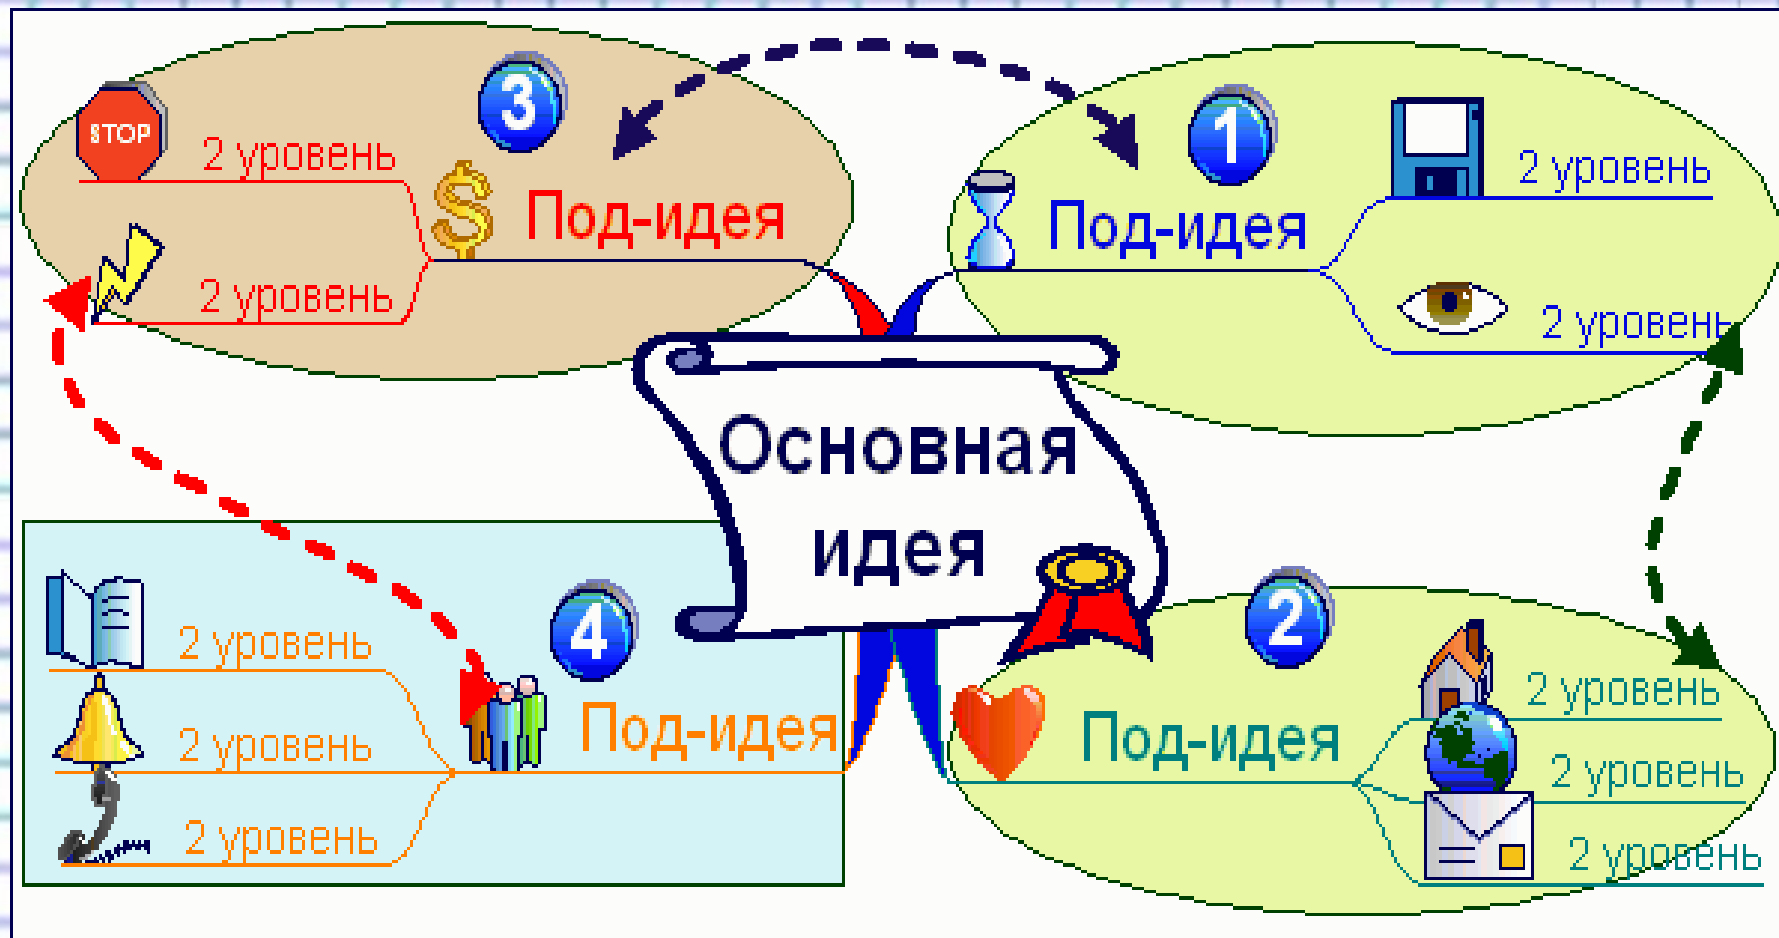 3
STOP
2 уровень
Под-идея
2 уровень
1
2 уровень
Под-идея
2 уровень
Основная
идея
4
2 уровень
Под-идея
2 уровень
2 уровень
2
2 уровень
Под-идея
2 уровень
2 уровень